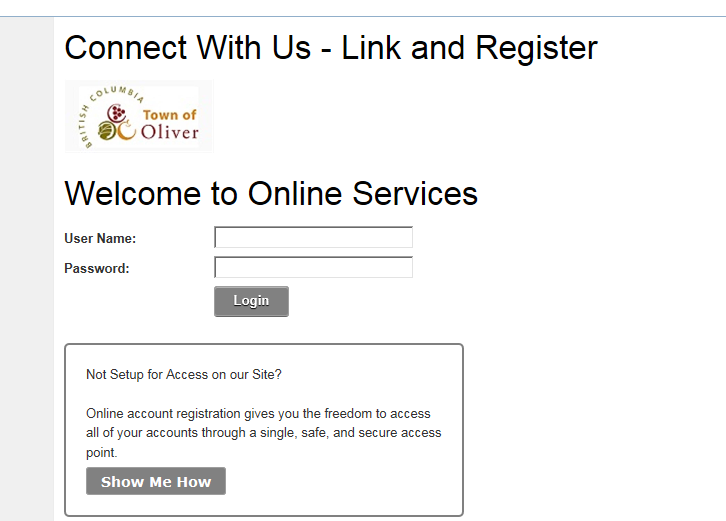 Connect With Us - Link and Register
BRITISH COLUMBIA
Town of
Oliver
Welcome to Online Services
User Name:
Password:
Login
Not Setup for Access on our Site?
Online account registration gives you the freedom to access
all of your accounts through a single, safe, and secure access
point.
Show Me How